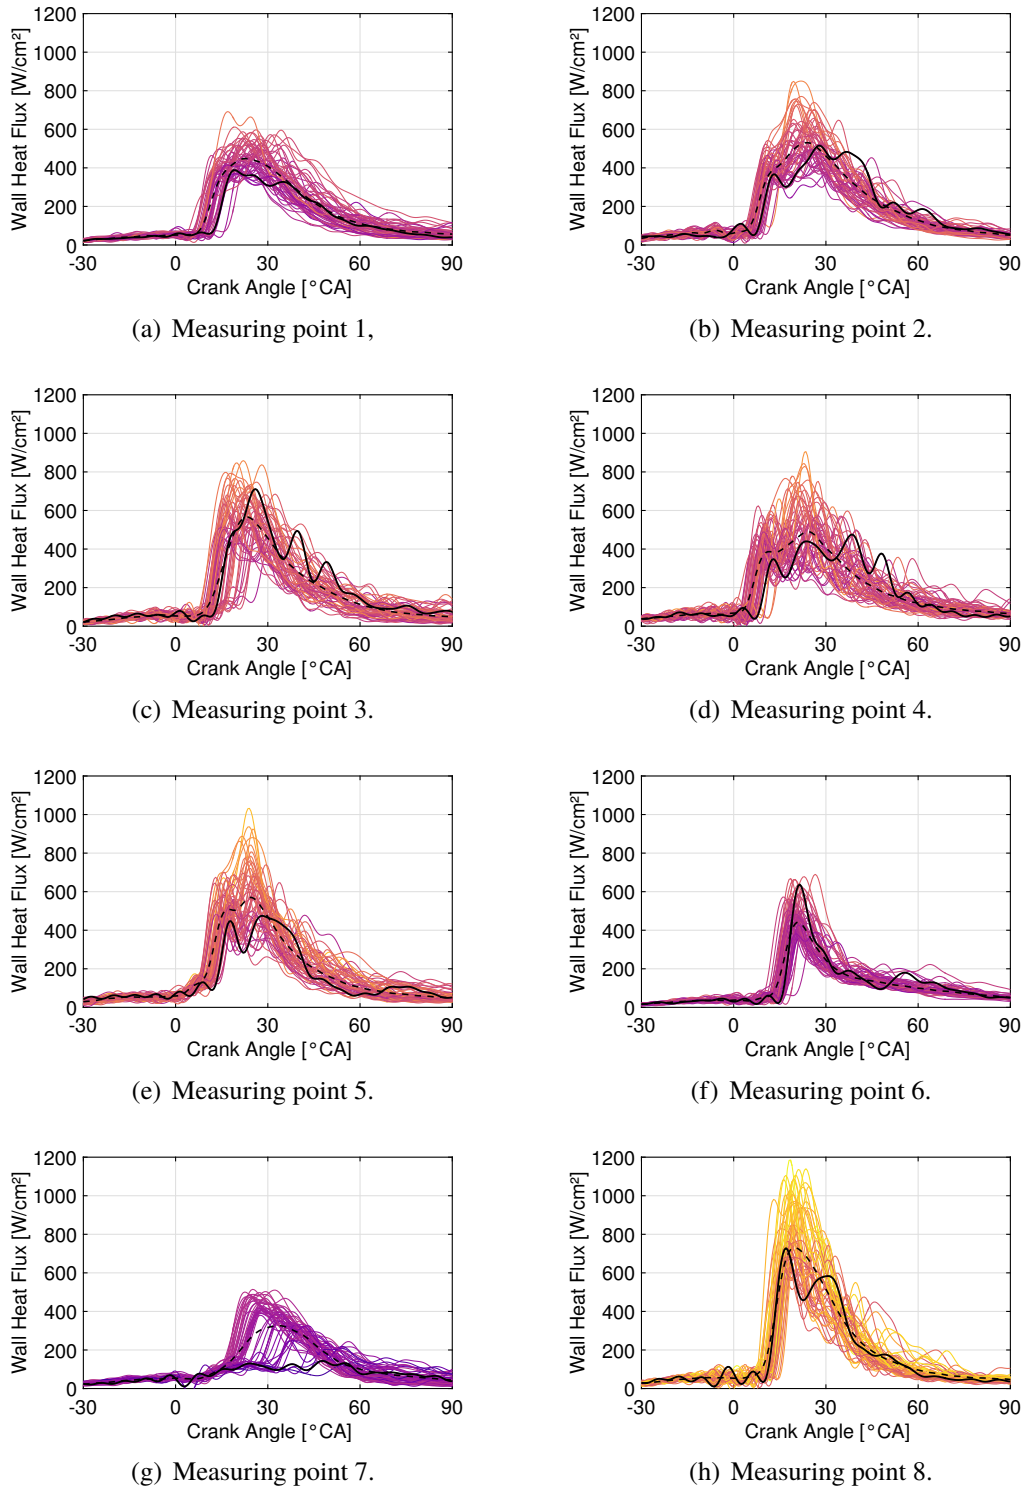 1200
1000
800
600
400
200
0
-30 0 30 60 90
Wall Heat Flux [W/cm²]
Crank Angle [°CA]
(a) Measuring point 1,
1200
1000
800
600
400
200
0
-30 0 30 60 90
Wall Heat Flux [W/cm²]
Crank Angle [°CA]
(b) Measuring point 2.
1200
1000
800
600
400
200
0
-30 0 30 60 90
Wall Heat Flux [W/cm²]
Crank Angle [°CA]
(c) Measuring point 3.
1200
1000
800
600
400
200
0
-30 0 30 60 90
Wall Heat Flux [W/cm²]
Crank Angle [°CA]
(d) Measuring point 4.
1200
1000
800
600
400
200
0
-30 0 30 60 90
Wall Heat Flux [W/cm²]
Crank Angle [°CA]
(e) Measuring point 5.
1200
1000
800
600
400
200
0
-30 0 30 60 90
Wall Heat Flux [W/cm²]
Crank Angle [°CA]
(f) Measuring point 6.
1200
1000
800
600
400
200
0
-30 0 30 60 90
Wall Heat Flux [W/cm²]
Crank Angle [°CA]
(g) Measuring point 7.
1200
1000
800
600
400
200
0
-30 0 30 60 90
Wall Heat Flux [W/cm²]
Crank Angle [°CA]
(h) Measuring point 8.